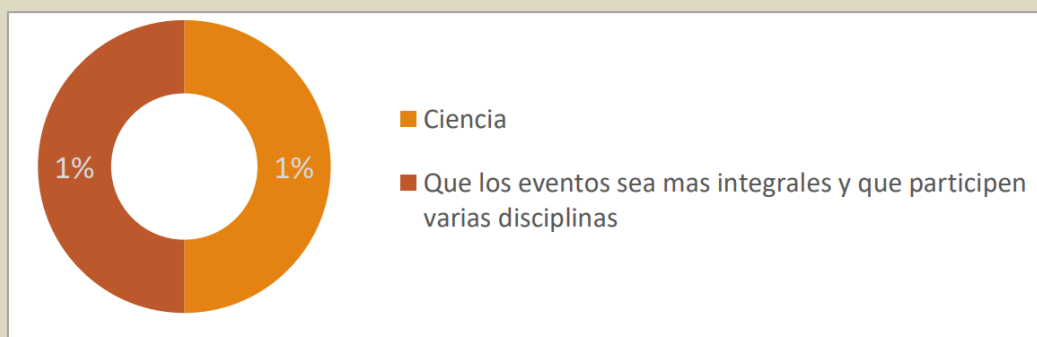 1%
1%
Ciencia
Que los eventos sea mas integrales y que participen
varias disciplinas